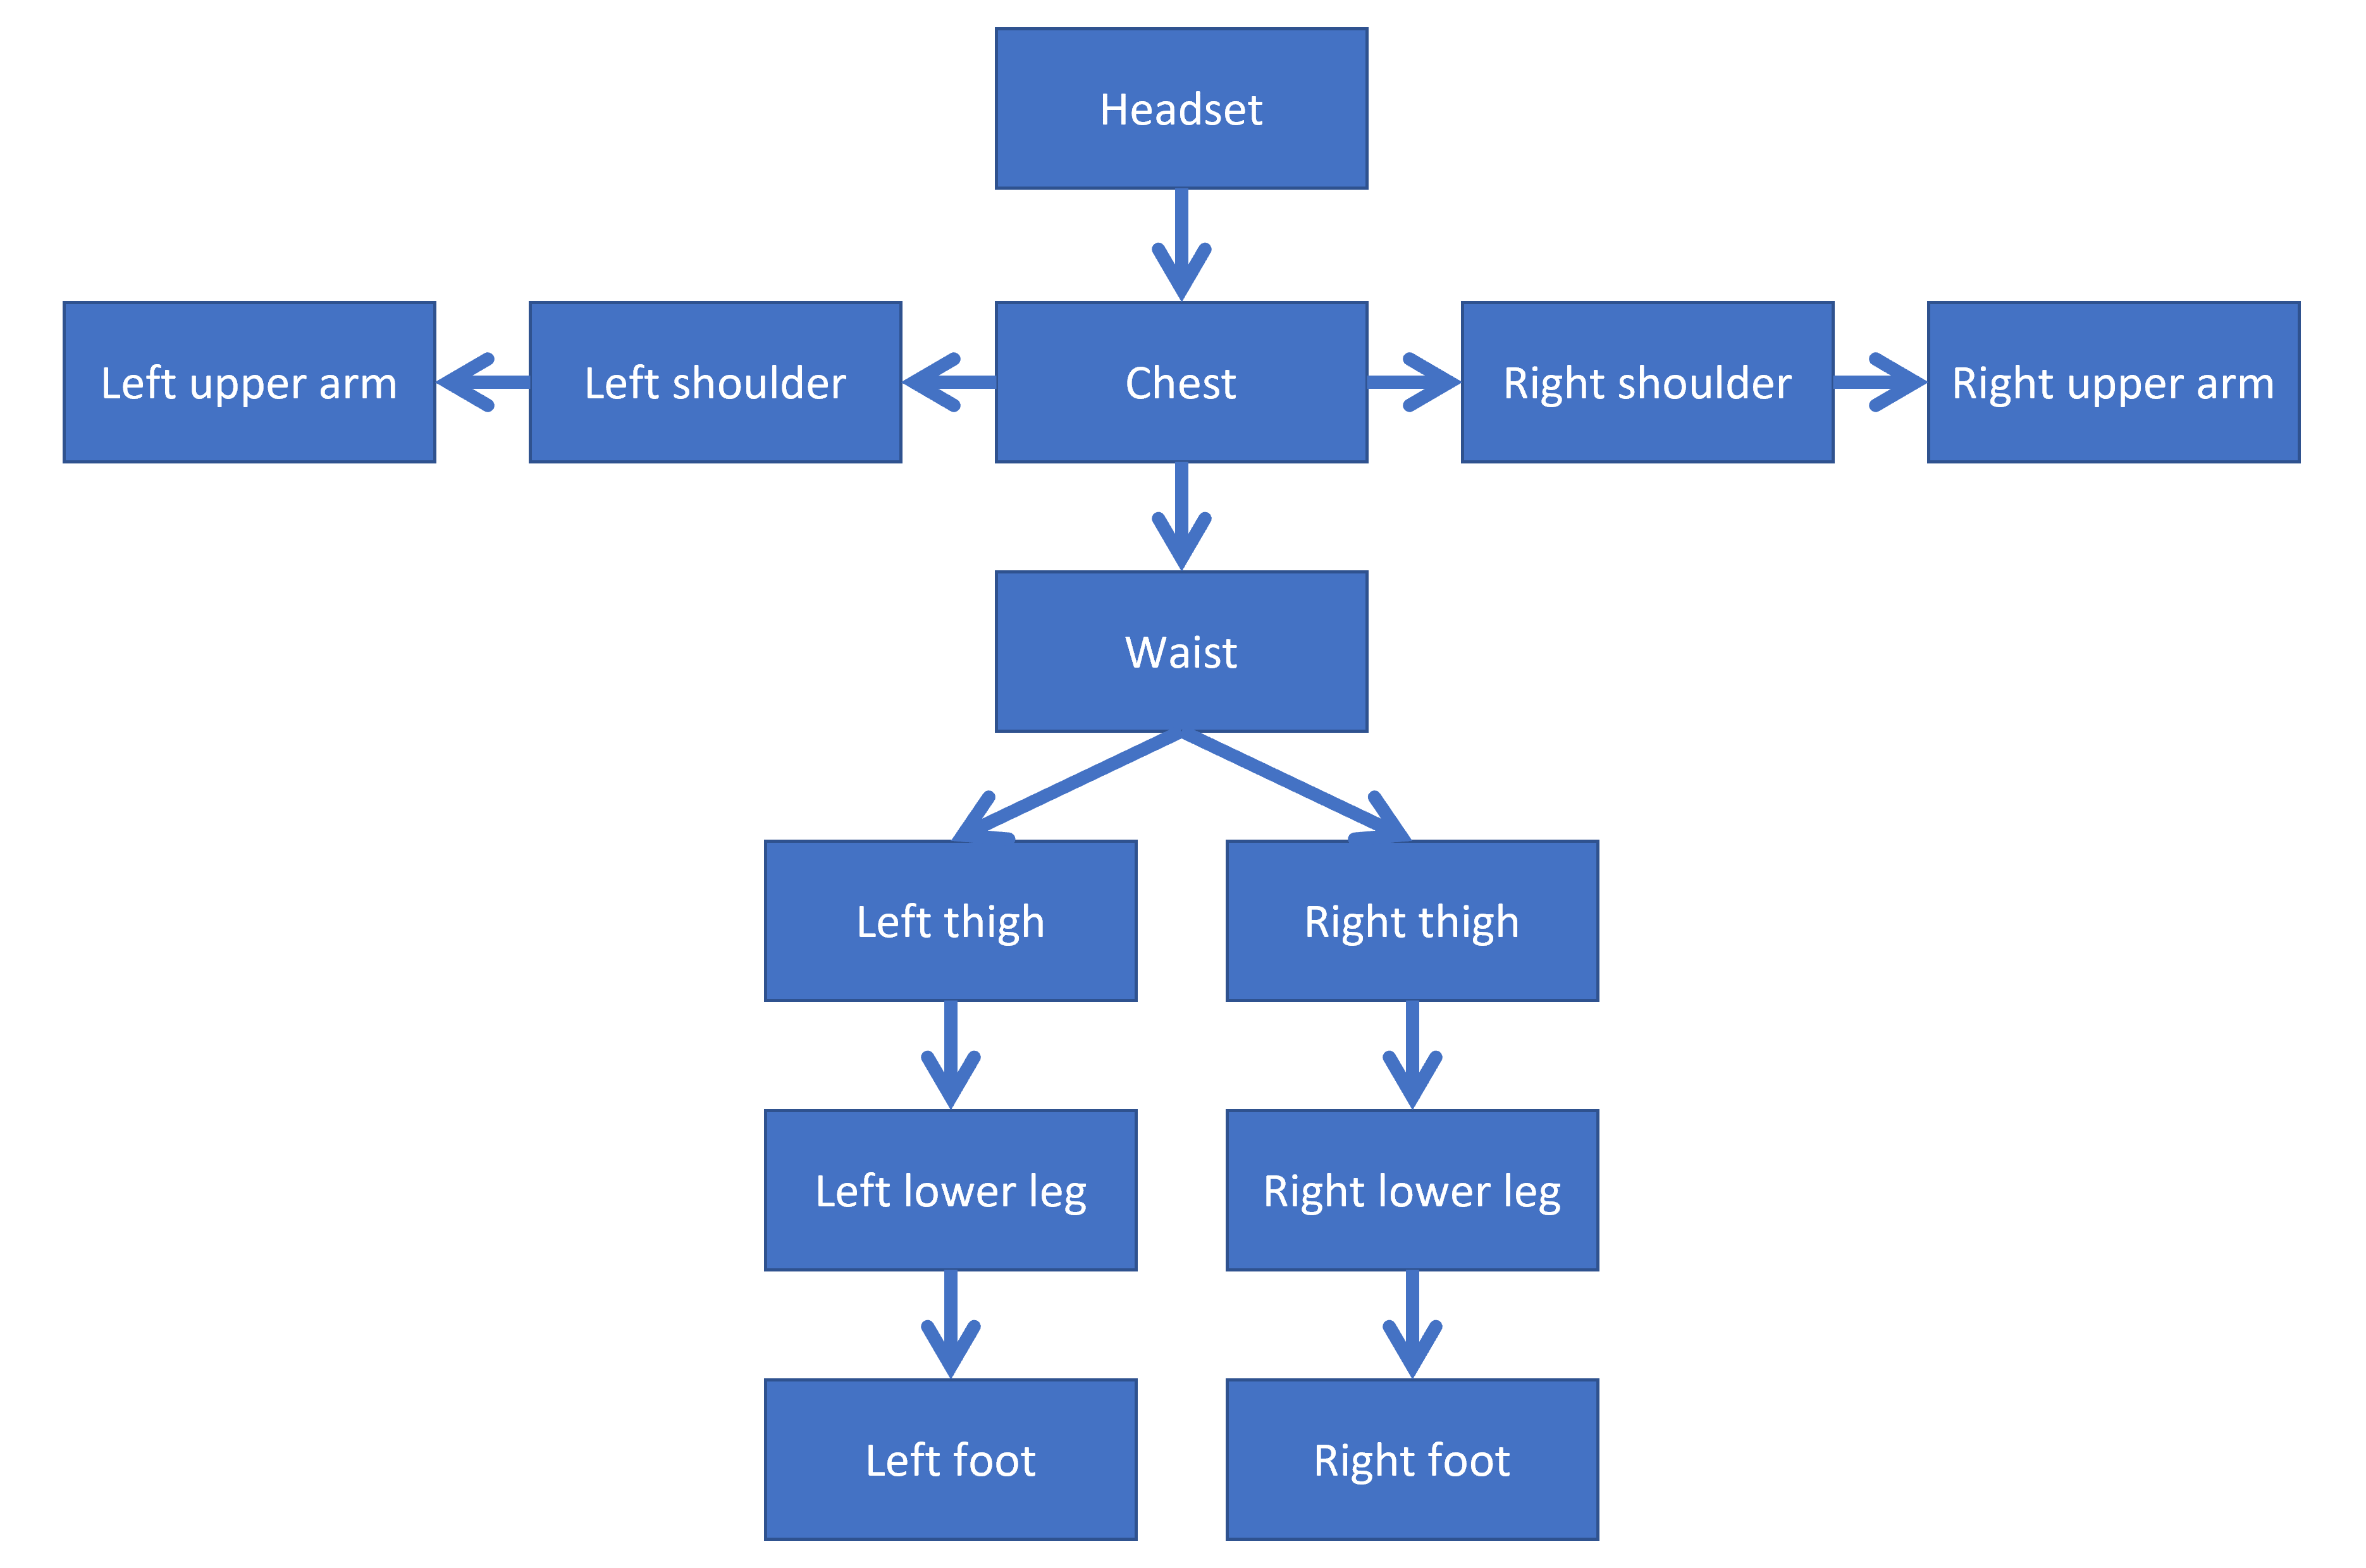 Headset
Left upper arm
Left shoulder
Chest
Right shoulder
Right upper arm
Waist
Left thigh
Right thigh
Left lower leg
Right lower leg
Left foot
Right foot